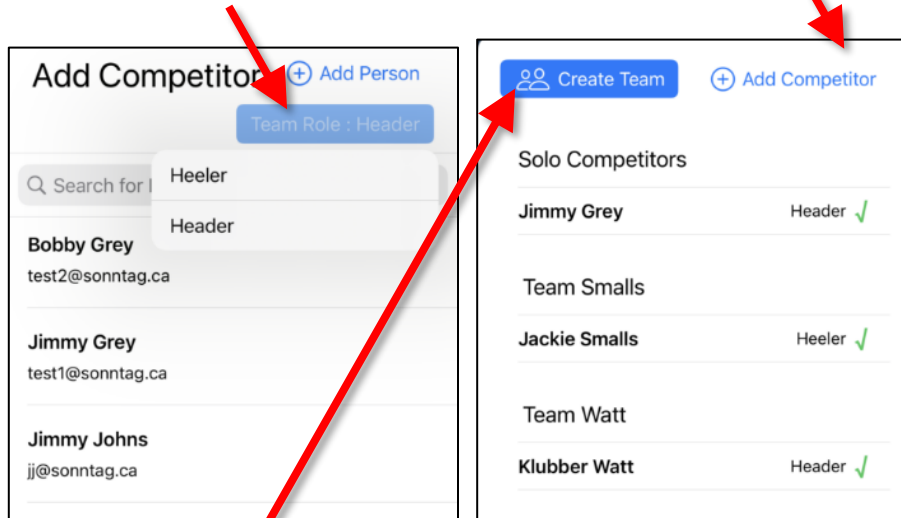 Add Competitor
Add Person
Team Role : Header
Search for
Heeler
Header
Bobby Grey
test2@sonntag.ca
Jimmy Grey
test1@sonntag.ca
Jimmy Johns
jj@sonntag.ca
Create Team
Add Competitor
Solo Competitors
Jimmy Grey Header
Team Smalls
Jackie Smalls Heeler
Team Watt
Klubber Watt Header